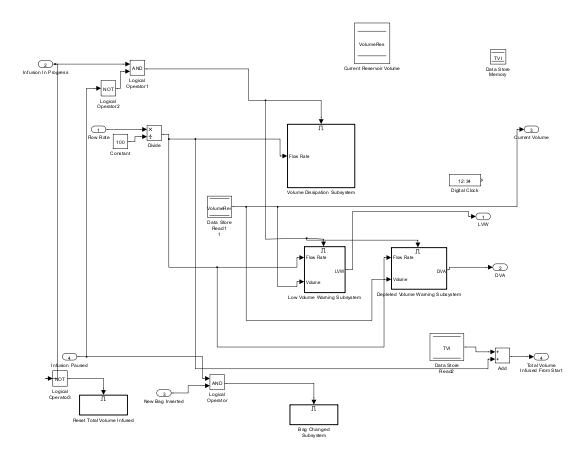 VolumeRes
Current Reservoir Volume
TVI
Data Store
Memory
2
Infusion In Progress
AND
Logical
Operator1
NOT
Logical
Operator2
1
Flow Rate
100
Constant
×
÷
Divide
Flow Rate
Volume Dissipation Subsystem
3
Current Volume
12:34
Digital Clock
VolumeRes
Data Store
Read1
1
1
LVW
Flow Rate
Volume
LVW
Low Volume Warning Subsystem
Flow Rate
Volume
DVA
Depleted Volume Warning Subsystem
2
DVA
TVI
Data Store
Read2
+
+
Add
4
Total Volume
Infused From Start
4
Infusion Paused
NOT
Logical
Operator3
Reset Total Volume Infused
3
New Bag Inserted
AND
Logical
Operator
Bag Changed
Subsystem